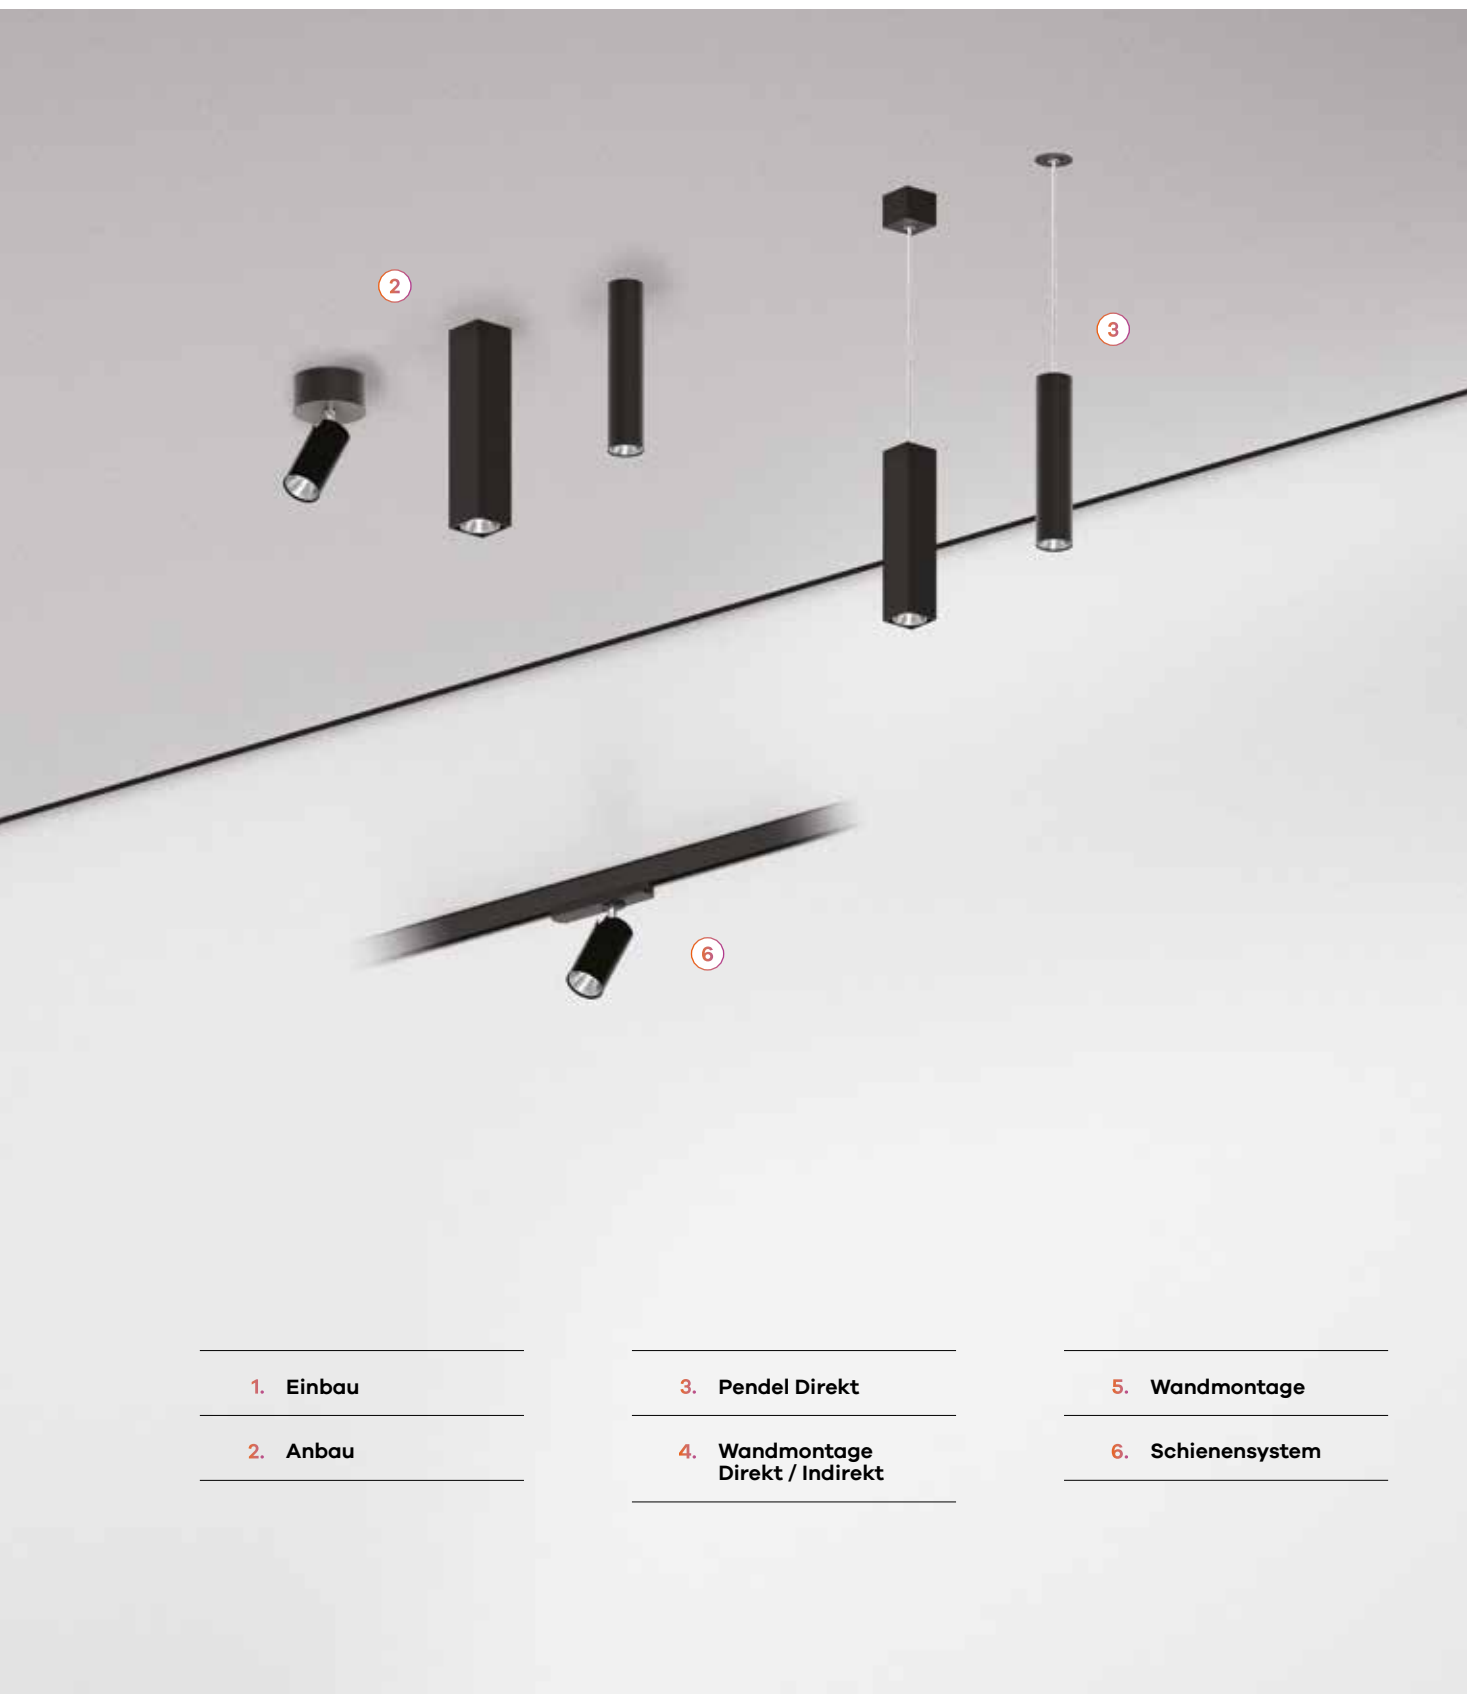 2
3
6
1. Einbau
2. Anbau
3. Pendel Direkt
4. Wandmontage
Direkt / Indirekt
5. Wandmontage
6. Schienensystem